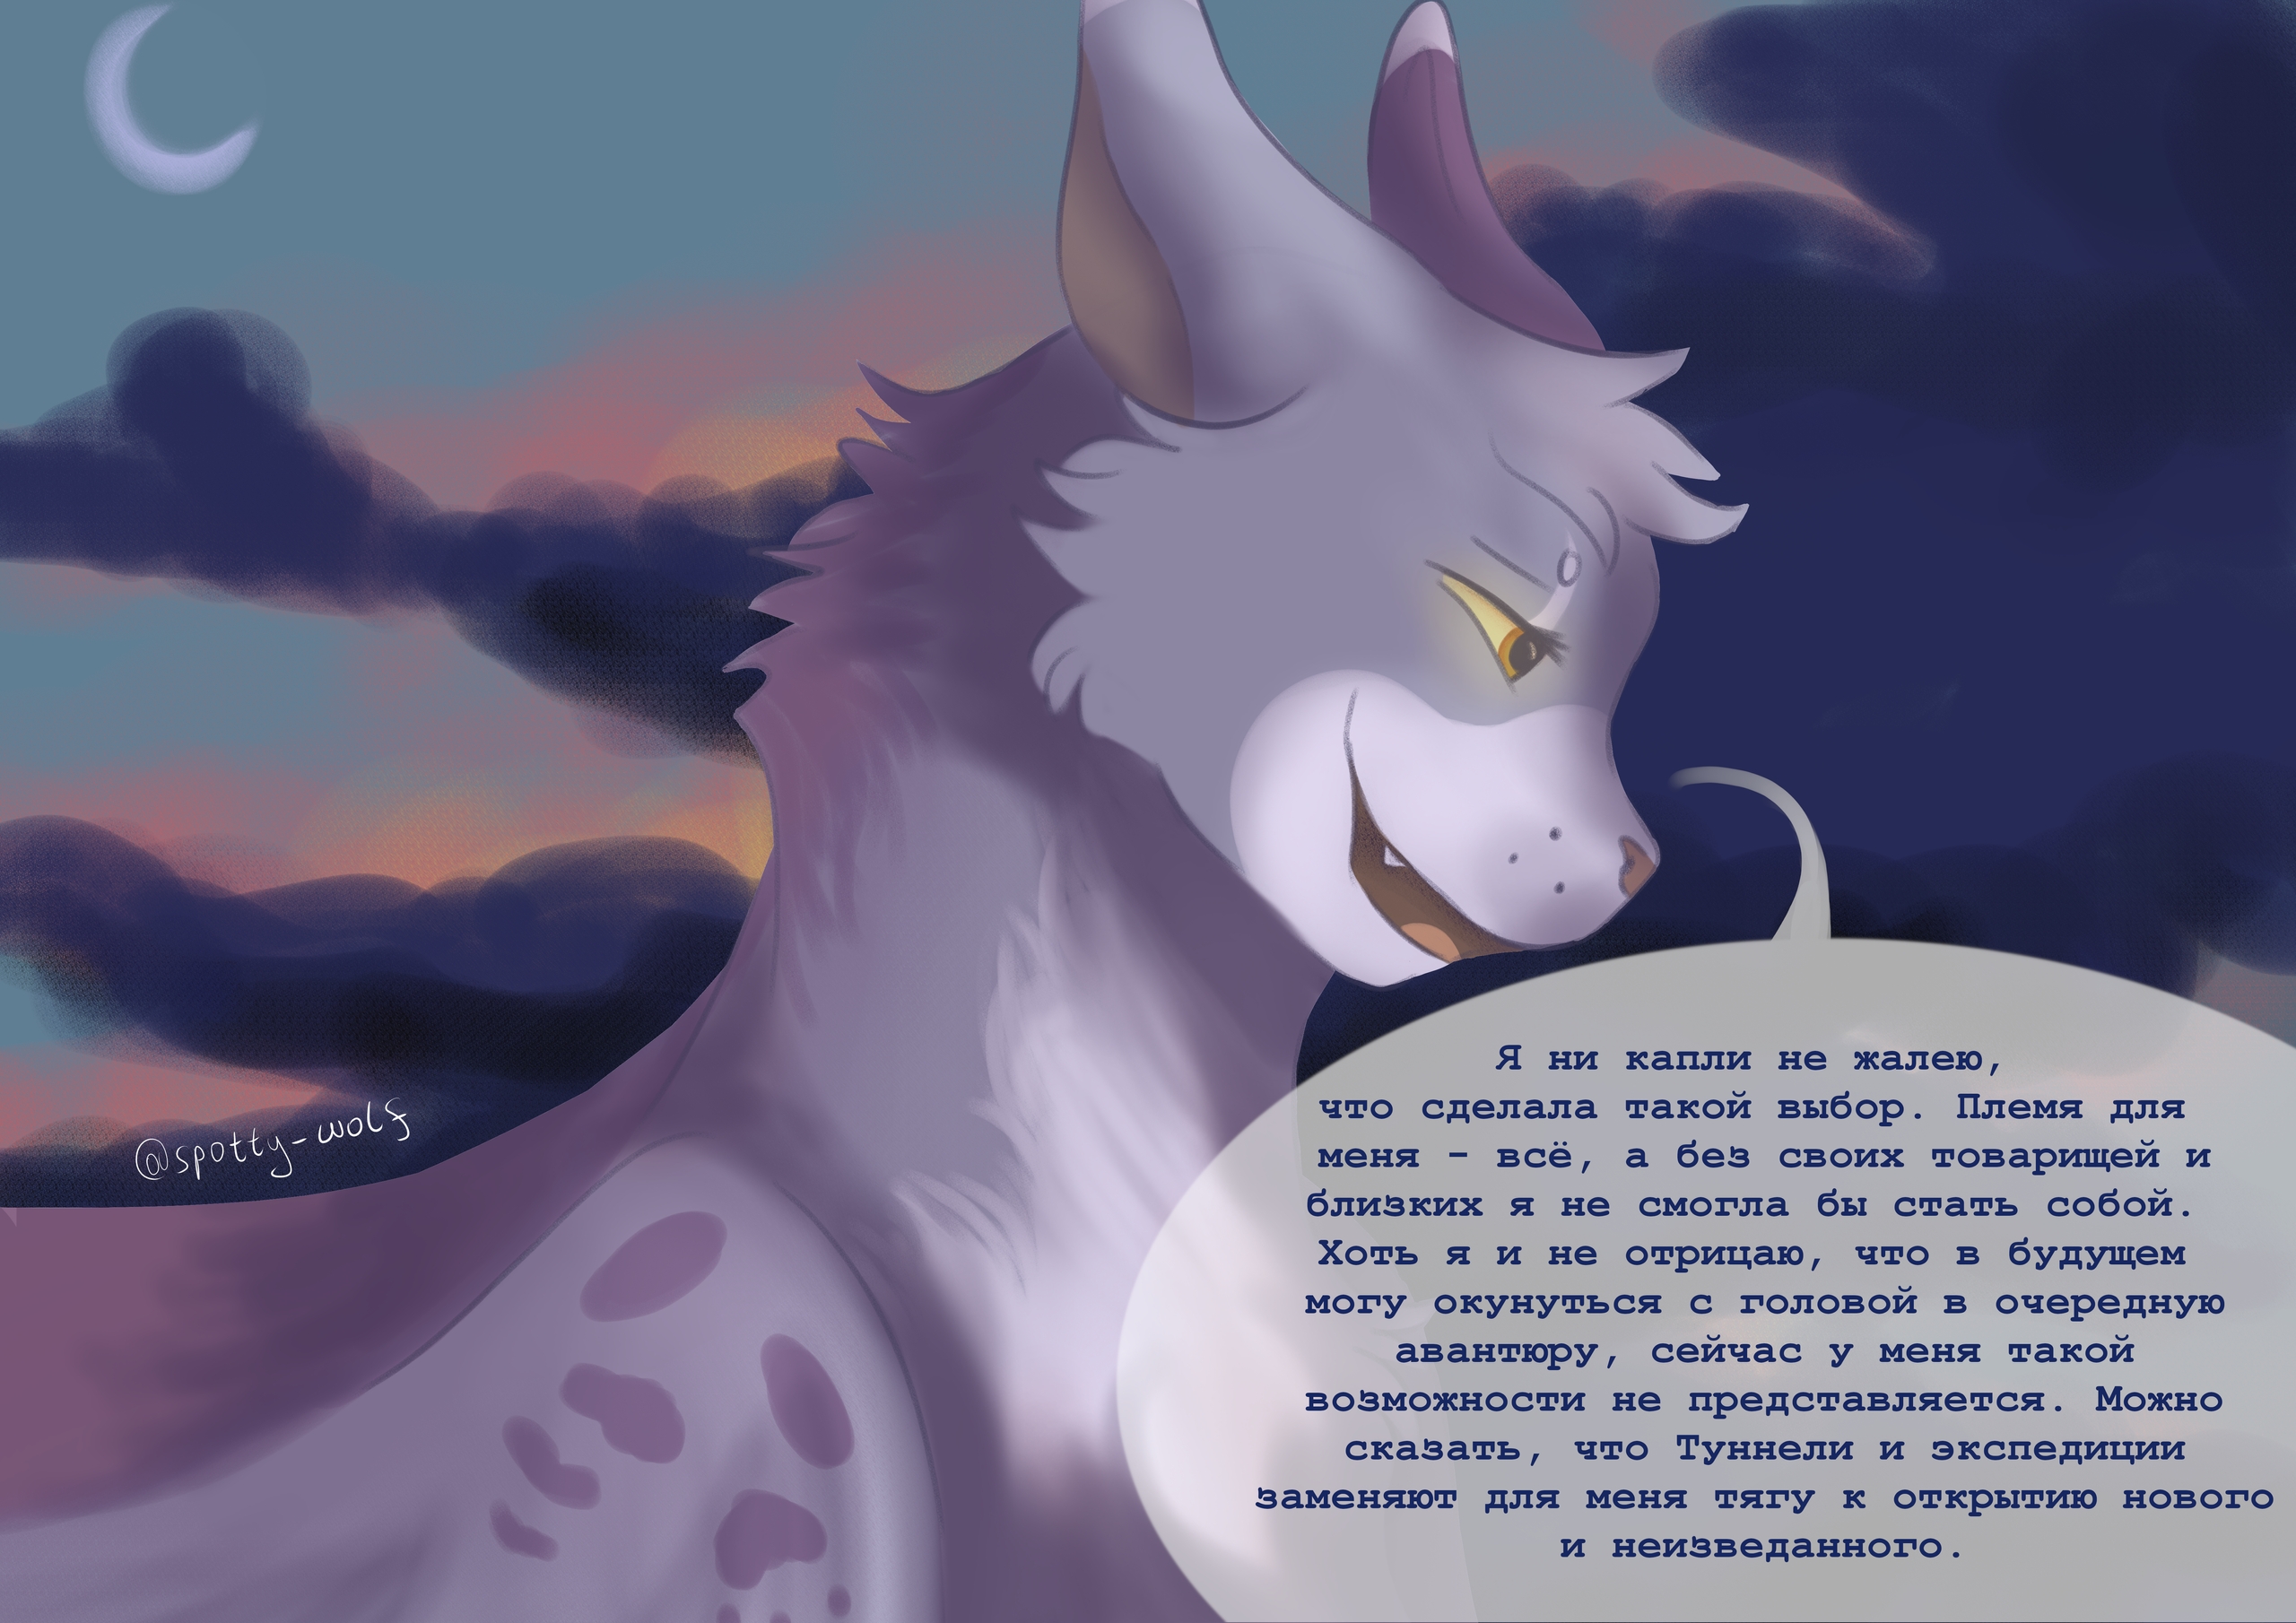 @spotty-wolf
Я ни капли не жалею,
что сделала такой выбор. Племя для
меня - всё, а без своих товарищей и
близких я не смогла бы стать собой.
Хоть я и не отрицаю, что в будущем
могу окунуться с головой в очередную
авантюру, сейчас у меня такой
возможности не представляется. Можно
сказать, что Туннели и экспедиции
заменяют для меня тягу к открытию нового
и неизведанного.